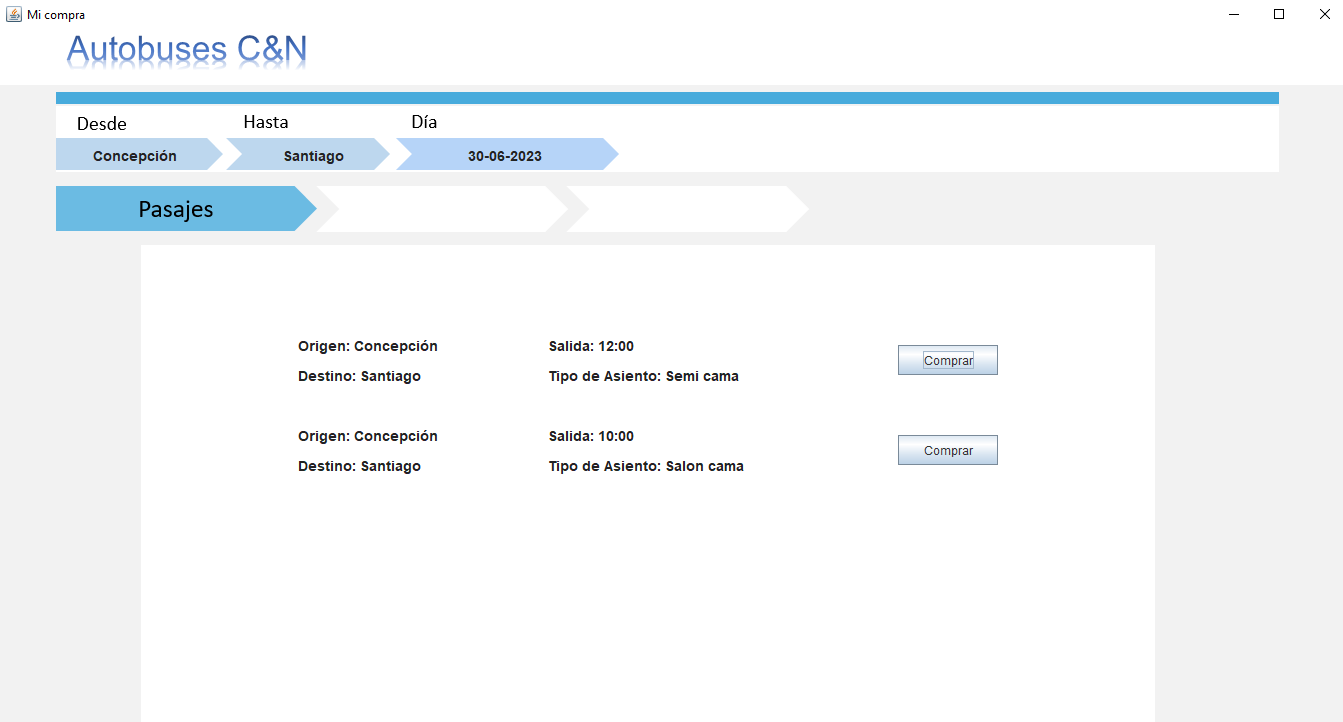 Mi compra
Autobuses C&N
Desde Hasta Día
Concepción Santiago 30-06-2023
Pasajes
Origen: Concepción Salida: 12:00 Comprar
Destino: Santiago Tipo de Asiento: Semi cama
Origen: Concepción Salida: 10:00 Comprar
Destino: Santiago Tipo de Asiento: Salon cama